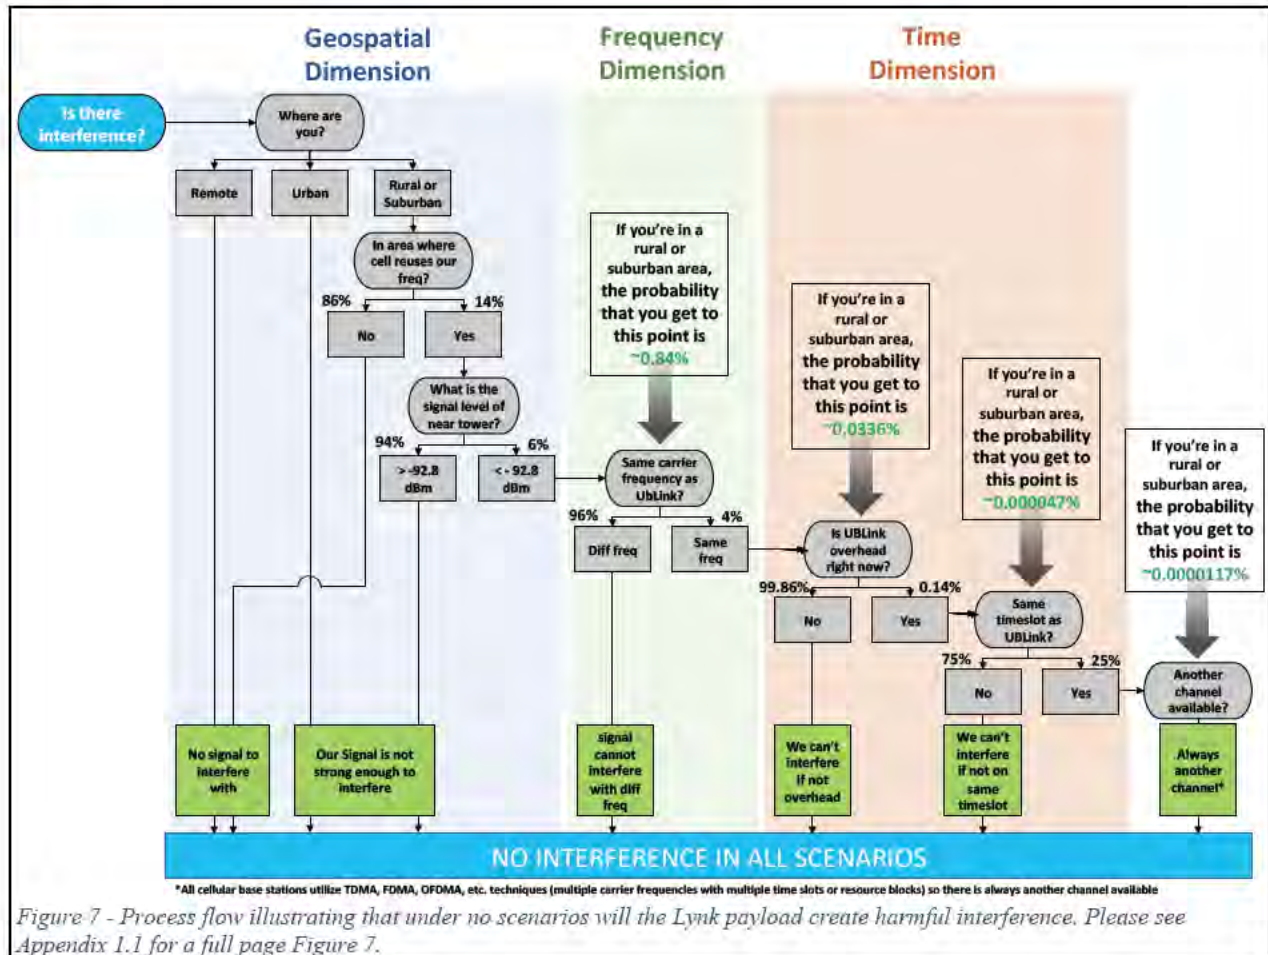 Geospatial
Dimension
Frequency
Dimension
Time
Dimension
Is there
interference?
Where are
you?
Remote
Urban
Rural or
Suburban
In area where
cell reuses our
freq?
86%
14%
No
Yes
What is the
signal level of
near tower?
94%
6%
> -92.8
dBm
< - 92.8
dBm
If you're in a
rural or
suburban area,
the probability
that you get to
this point is
~0.84%
Same carrier
frequency as
UbLink?
96%
4%
Diff freq
Same
freq
If you're in a
rural or
suburban area,
the probability
that you get to
this point is
~0.0336%
Is UBLink
overhead
right now?
99.86%
0.14%
No
Yes
If you're in a
rural or
suburban area,
the probability
that you get to
this point is
~0.000047%
Same
timeslot as
UBLink?
75%
25%
No
Yes
If you're in a
rural or
suburban area,
the probability
that you get to
this point is
~0.0000117%
Another
channel
available?
No signal to
interfere
with
Our Signal is not
strong enough to
interfere
signal
cannot
interfere
with diff
freq
We can't
interfere
if not
overhead
We can't
interfere
if not on
same
timeslot
Always
another
channel*
NO INTERFERENCE IN ALL SCENARIOS
*All cellular base stations utilize TDMA, FDMA, OFDMA, etc. techniques (multiple carrier frequencies with multiple time slots or resource blocks) so there is always another channel available
Figure 7 - Process flow illustrating that under no scenarios will the Lynk payload create harmful interference. Please see
Appendix 1.1 for a full page Figure 7.